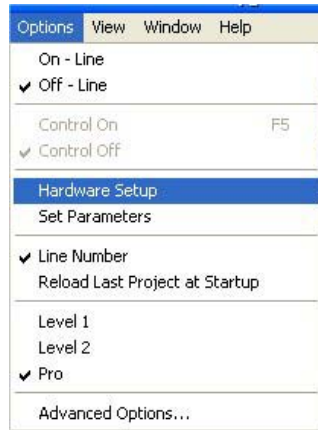 Options View Window Help
On - Line
✔ Off - Line
Control On F5
✔ Control Off
Hardware Setup
Set Parameters
✔ Line Number
Reload Last Project at Startup
Level 1
Level 2
✔ Pro
Advanced Options...